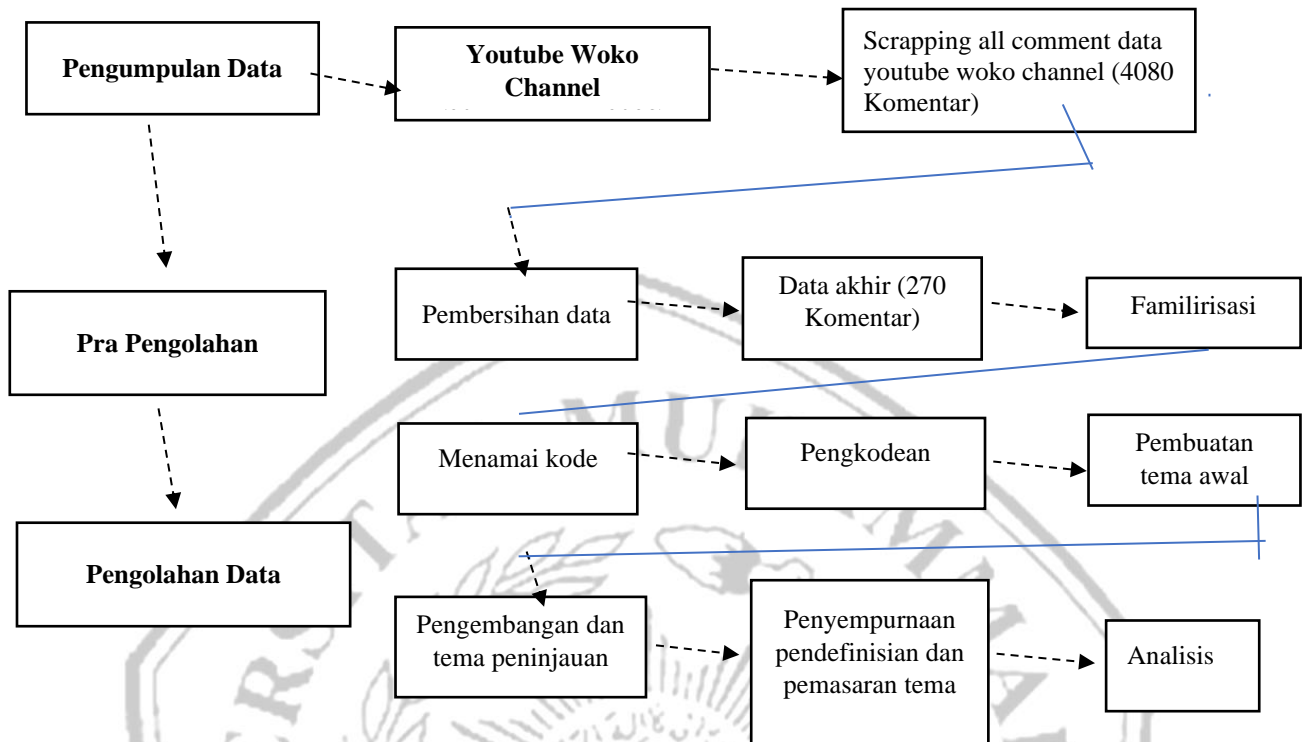 Pengumpulan Data
Youtube Woko
Channel
Scrapping all comment data
youtube woko channel (4080
Komentar)
Pra Pengolahan
Pembersihan data
Data akhir (270
Komentar)
Familirisasi
Menamai kode
Pengkodean
Pembuatan
tema awal
Pengolahan Data
Pengembangan dan
tema peninjauan
Penyempurnaan
pendefinisian dan
pemasaran tema
Analisis